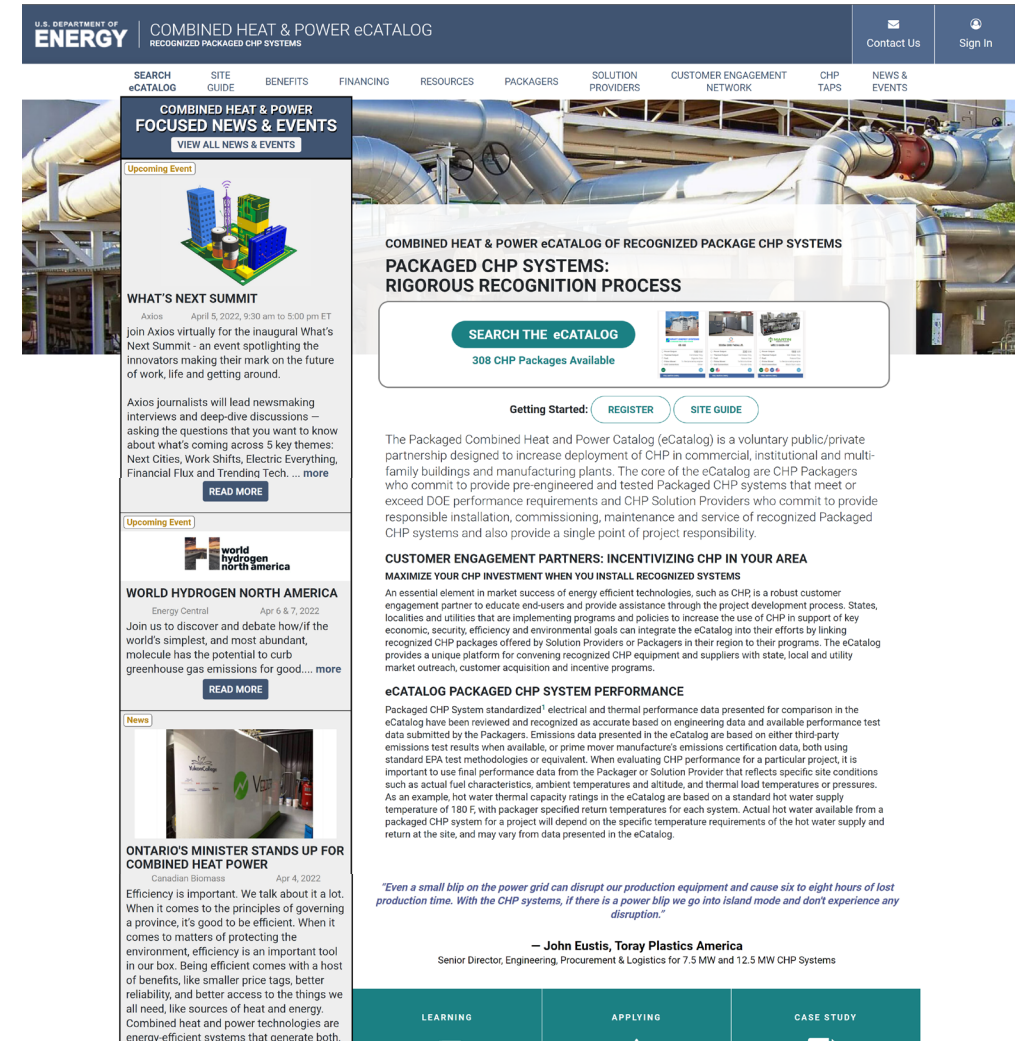 U.S. DEPARTMENT OF
ENERGY
COMBINED HEAT & POWER eCATALOG
RECOGNIZED PACKAGED CHP SYSTEMS
Contact Us
Sign In
SEARCH eCATALOG
SITE GUIDE
BENEFITS
FINANCING
RESOURCES
PACKAGERS
SOLUTION PROVIDERS
CUSTOMER ENGAGEMENT NETWORK
CHP TAPS
NEWS & EVENTS
COMBINED HEAT & POWER
FOCUSED NEWS & EVENTS
VIEW ALL NEWS & EVENTS
Upcoming Event
WHAT'S NEXT SUMMIT
Axios April 5, 2022, 9:30 am to 5:00 pm ET
join Axios virtually for the inaugural What's
Next Summit - an event spotlighting the
innovators making their mark on the future
of work, life and getting around.
Axios journalists will lead newsmaking
interviews and deep-dive discussions —
asking the questions that you want to know
about what's coming across 5 key themes:
Next Cities, Work Shifts, Electric Everything,
Financial Flux and Trending Tech. ... more
READ MORE
Upcoming Event
world
hydrogen
north america
WORLD HYDROGEN NORTH AMERICA
Energy Central Apr 6 & 7, 2022
Join us to discover and debate how/if the
world's simplest, and most abundant,
molecule has the potential to curb
greenhouse gas emissions for good.... more
READ MORE
News
YukonCollege
ONTARIO'S MINISTER STANDS UP FOR
COMBINED HEAT POWER
Canadian Biomass Apr 4, 2022
Efficiency is important. We talk about it a lot.
When it comes to the principles of governing
a province, it's good to be efficient. When it
comes to matters of protecting the
environment, efficiency is an important tool
in our box. Being efficient comes with a host
of benefits, like smaller price tags, better
reliability, and better access to the things we
all need, like sources of heat and energy.
Combined heat and power technologies are
energy-efficient systems that generate both,
COMBINED HEAT & POWER eCATALOG OF RECOGNIZED PACKAGE CHP SYSTEMS
PACKAGED CHP SYSTEMS:
RIGOROUS RECOGNITION PROCESS
SEARCH THE eCATALOG
308 CHP Packages Available
Getting Started: REGISTER SITE GUIDE
The Packaged Combined Heat and Power Catalog (eCatalog) is a voluntary public/private
partnership designed to increase deployment of CHP in commercial, institutional and multi-
family buildings and manufacturing plants. The core of the eCatalog are CHP Packagers
who commit to provide pre-engineered and tested Packaged CHP systems that meet or
exceed DOE performance requirements and CHP Solution Providers who commit to provide
responsible installation, commissioning, maintenance and service of recognized Packaged
CHP systems and also provide a single point of project responsibility.
CUSTOMER ENGAGEMENT PARTNERS: INCENTIVIZING CHP IN YOUR AREA
MAXIMIZE YOUR CHP INVESTMENT WHEN YOU INSTALL RECOGNIZED SYSTEMS
An essential element in market success of energy efficient technologies, such as CHP, is a robust customer
engagement partner to educate end-users and provide assistance through the project development process. States,
localities and utilities that are implementing programs and policies to increase the use of CHP in support of key
economic, security, efficiency and environmental goals can integrate the eCatalog into their efforts by linking
recognized CHP packages offered by Solution Providers or Packagers in their region to their programs. The eCatalog
provides a unique platform for convening recognized CHP equipment and suppliers with state, local and utility
market outreach, customer acquisition and incentive programs.
eCATALOG PACKAGED CHP SYSTEM PERFORMANCE
Packaged CHP System standardized¹ electrical and thermal performance data presented for comparison in the
eCatalog have been reviewed and recognized as accurate based on engineering data and available performance test
data submitted by the Packagers. Emissions data presented in the eCatalog are based on either third-party
emissions test results when available, or prime mover manufacture's emissions certification data, both using
standard EPA test methodologies or equivalent. When evaluating CHP performance for a particular project, it is
important to use final performance data from the Packager or Solution Provider that reflects specific site conditions
such as actual fuel characteristics, ambient temperatures and altitude, and thermal load temperatures or pressures.
As an example, hot water thermal capacity ratings in the eCatalog are based on a standard hot water supply
temperature of 180 F, with packager specified return temperatures for each system. Actual hot water available from a
packaged CHP system for a project will depend on the specific temperature requirements of the hot water supply and
return at the site, and may vary from data presented in the eCatalog.
"Even a small blip on the power grid can disrupt our production equipment and cause six to eight hours of lost
production time. With the CHP systems, if there is a power blip we go into island mode and don't experience any
disruption."
— John Eustis, Toray Plastics America
Senior Director, Engineering, Procurement & Logistics for 7.5 MW and 12.5 MW CHP Systems
LEARNING
APPLYING
CASE STUDY